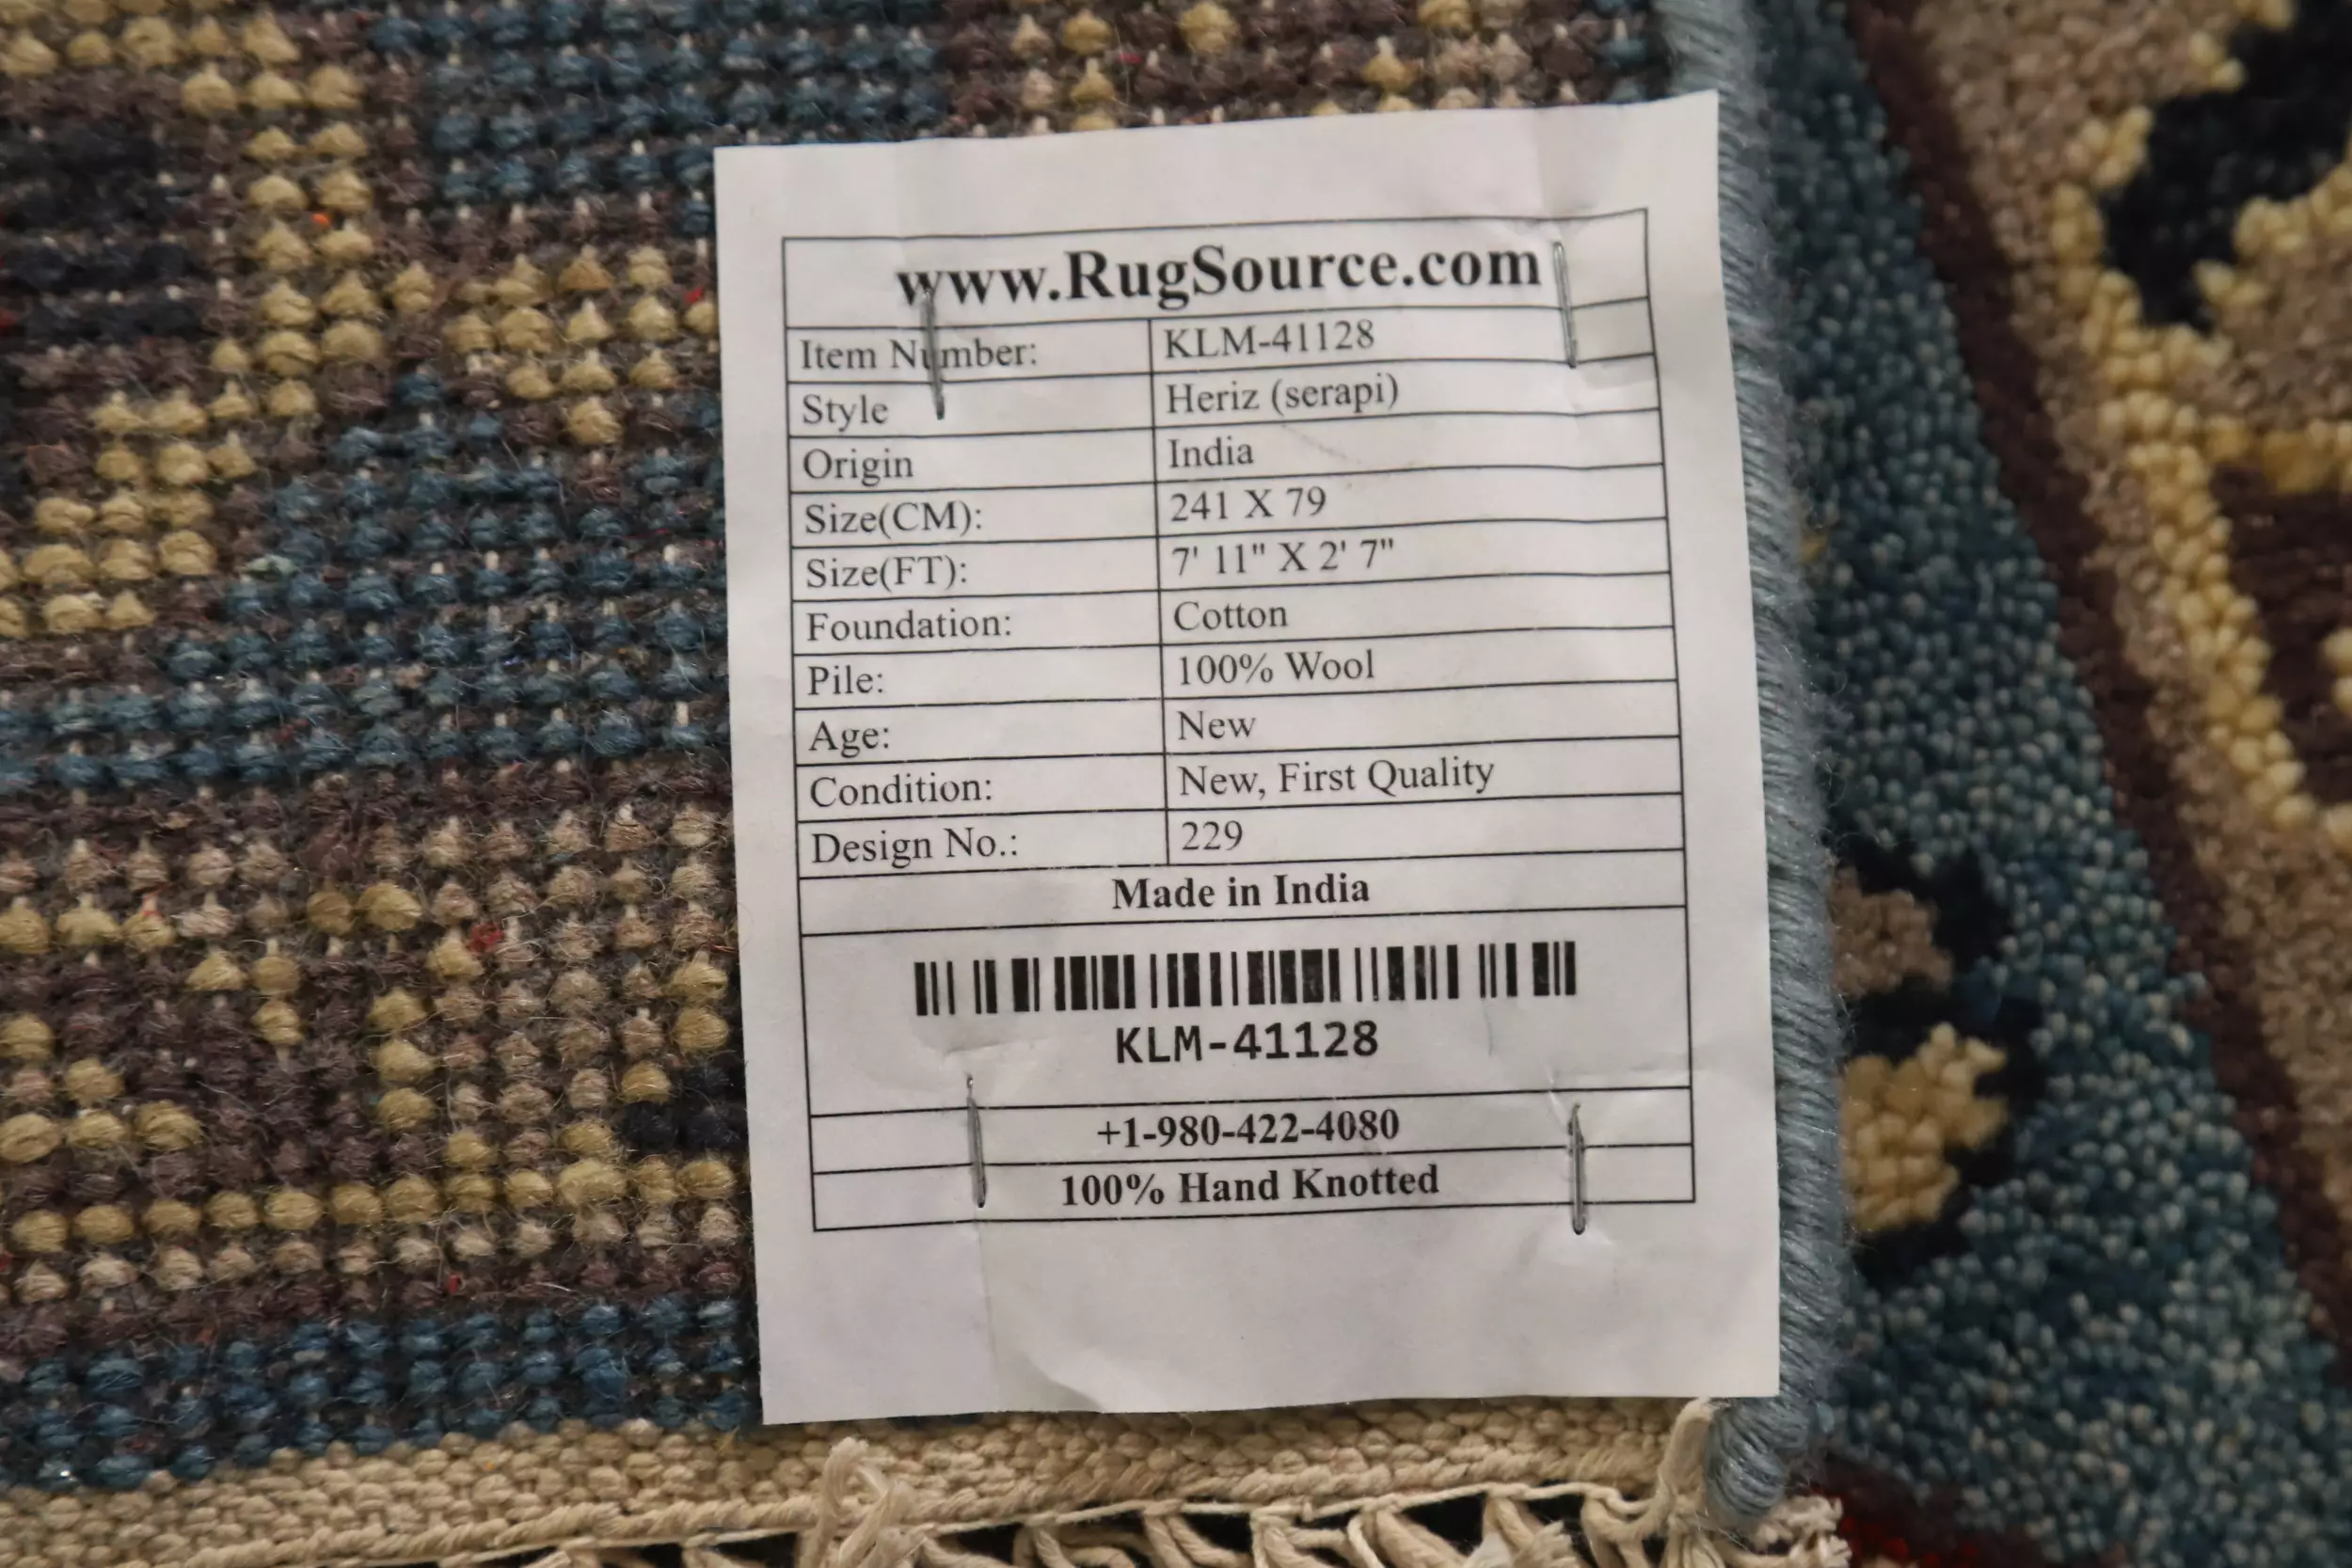 www.RugSource.com
Item Number: KLM-41128
Style Heriz (serapi)
Origin India
Size(CM): 241 X 79
Size(FT): 7' 11" X 2' 7"
Foundation: Cotton
Pile: 100% Wool
Age: New
Condition: New, First Quality
Design No.: 229
Made in India
KLM-41128
+1-980-422-4080
100% Hand Knotted